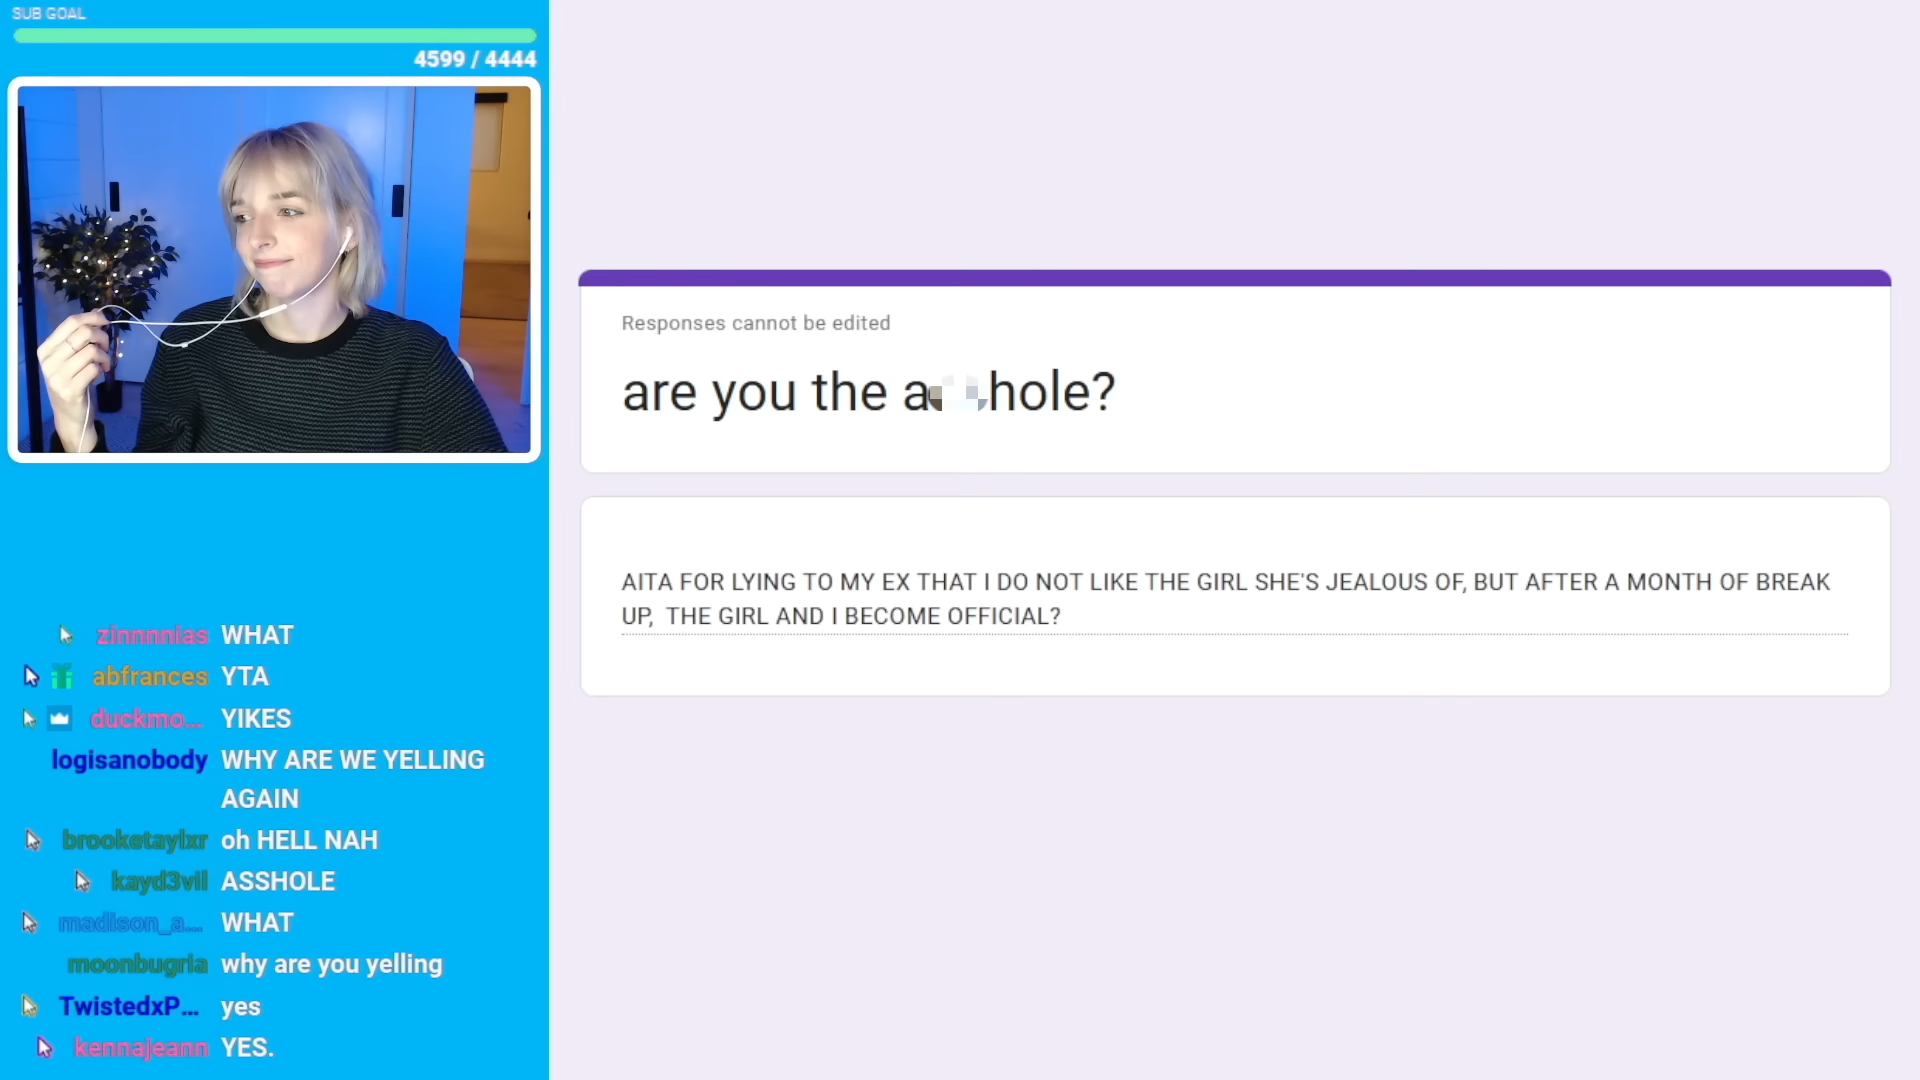 SUB GOAL
4599 / 4444
Responses cannot be edited
are you the a hole?
AITA FOR LYING TO MY EX THAT I DO NOT LIKE THE GIRL SHE'S JEALOUS OF, BUT AFTER A MONTH OF BREAK
UP, THE GIRL AND I BECOME OFFICIAL?
zinnnnias WHAT
abfrances YTA
duckmo... YIKES
logisanobody WHY ARE WE YELLING
AGAIN
brooketaylxr oh HELL NAH
kayd3vil ASSHOLE
madison_a... WHAT
moonbugria why are you yelling
TwistedxP... yes
kennajeann YES.